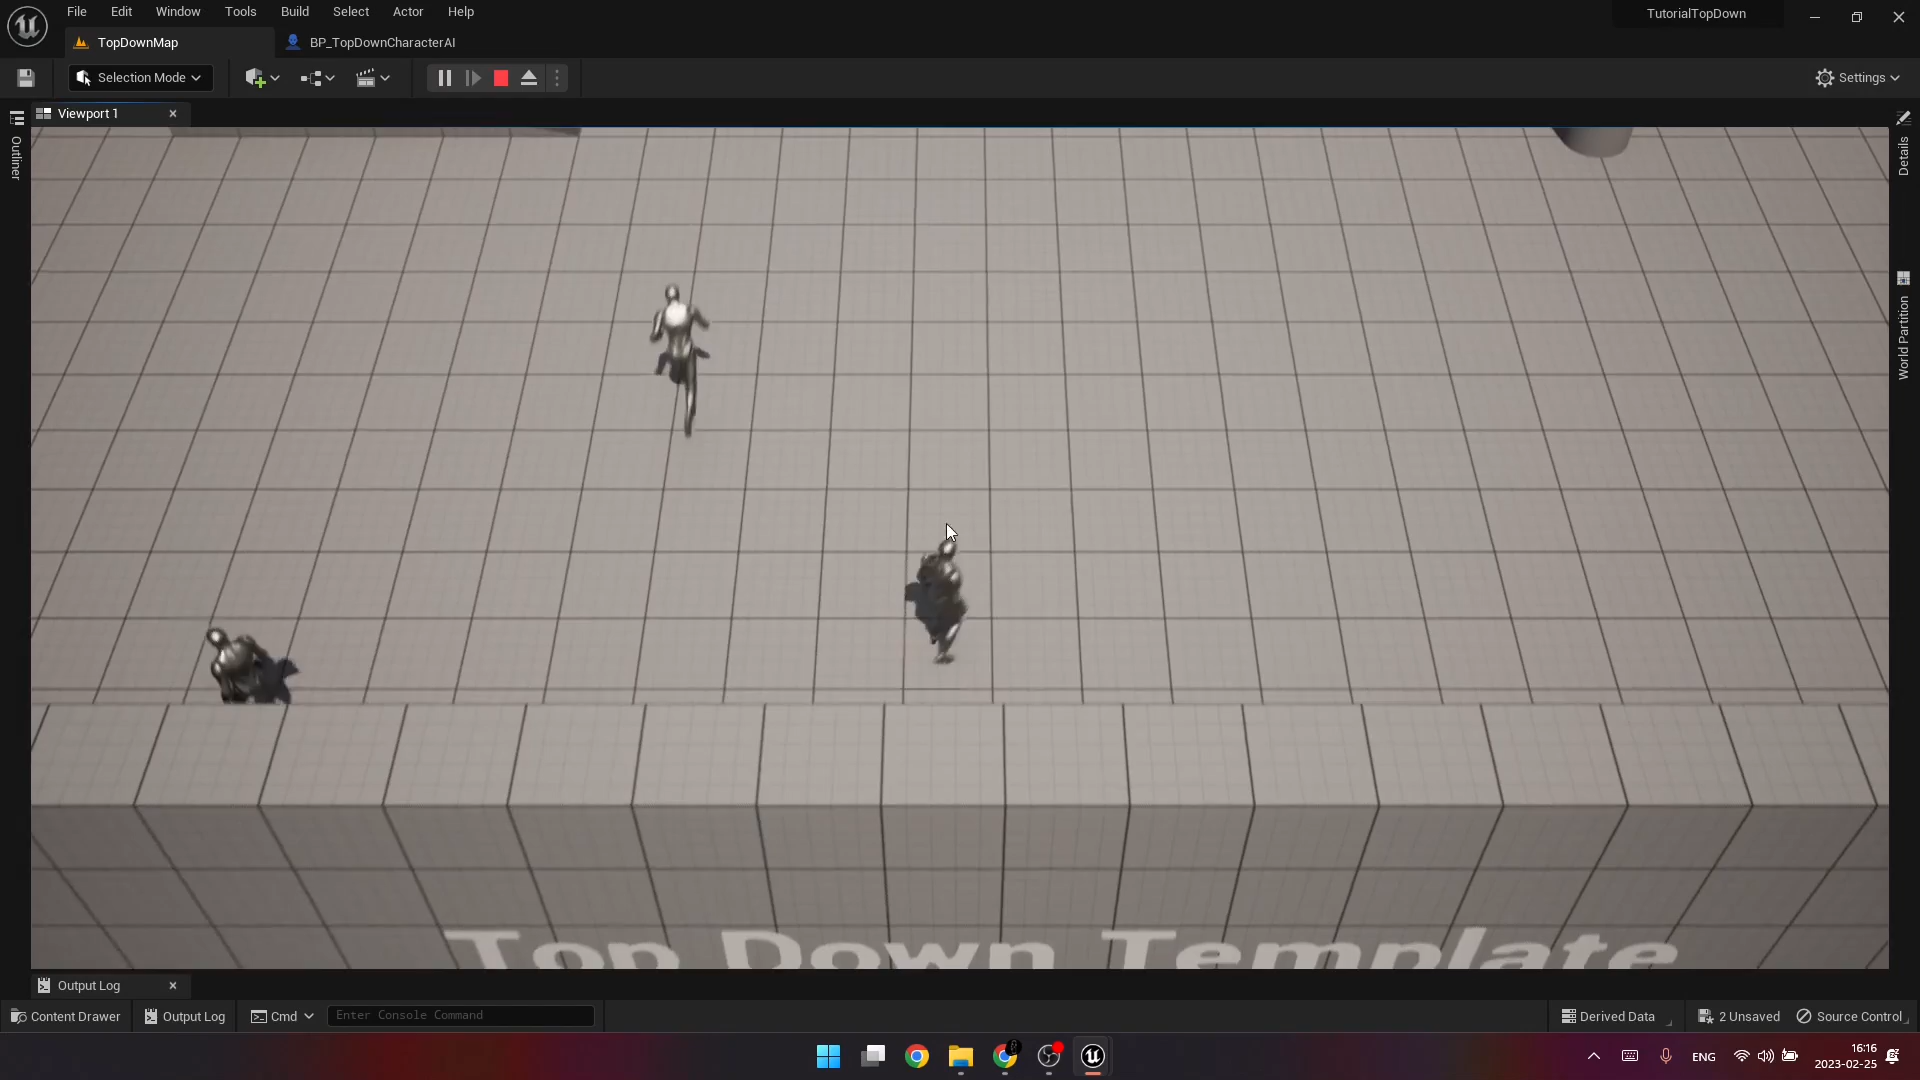 File Edit Window Tools Build Select Actor Help
TutorialTopDown
TopDownMap
BP_TopDownCharacterAI
Selection Mode
Settings
Viewport 1
Outliner
Details
World Partition
Top Down Template
Output Log
Content Drawer
Output Log
Cmd
Enter Console Command
Derived Data
2 Unsaved
Source Control
ENG
16:16
2023-02-25